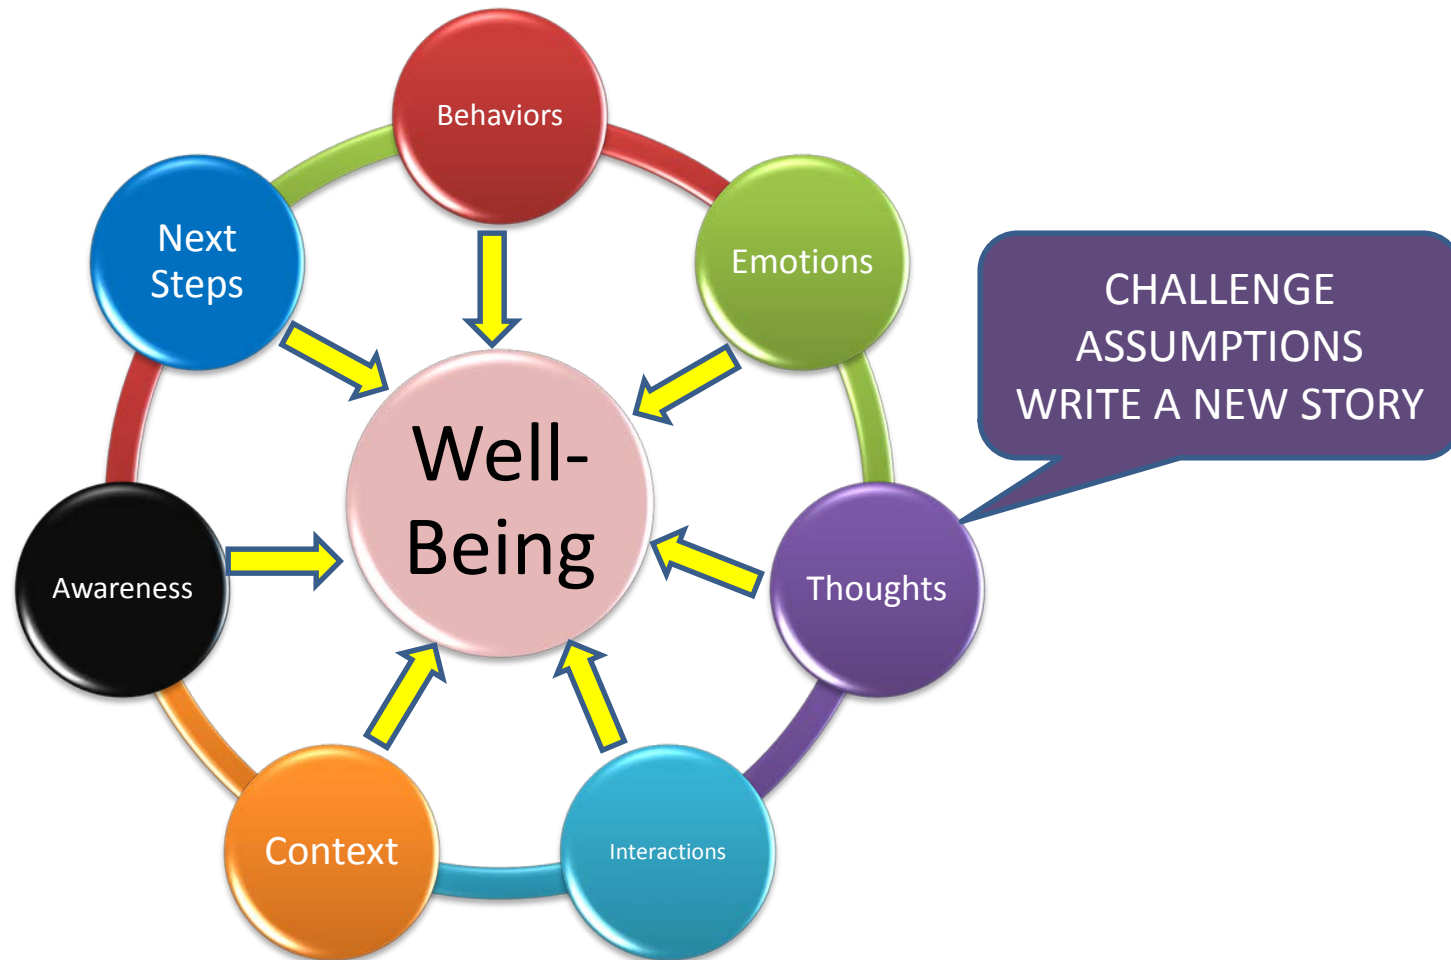 Behaviors
Next
Steps
Emotions
CHALLENGE
ASSUMPTIONS
WRITE A NEW STORY
Well-
Being
Awareness
Thoughts
Context
Interactions